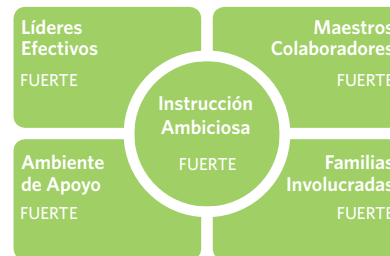 Líderes
Efectivos
FUERTE
Maestros
Colaboradores
FUERTE
Instrucción
Ambiciosa
FUERTE
Ambiente
de Apoyo
FUERTE
Familias
Involucradas
FUERTE